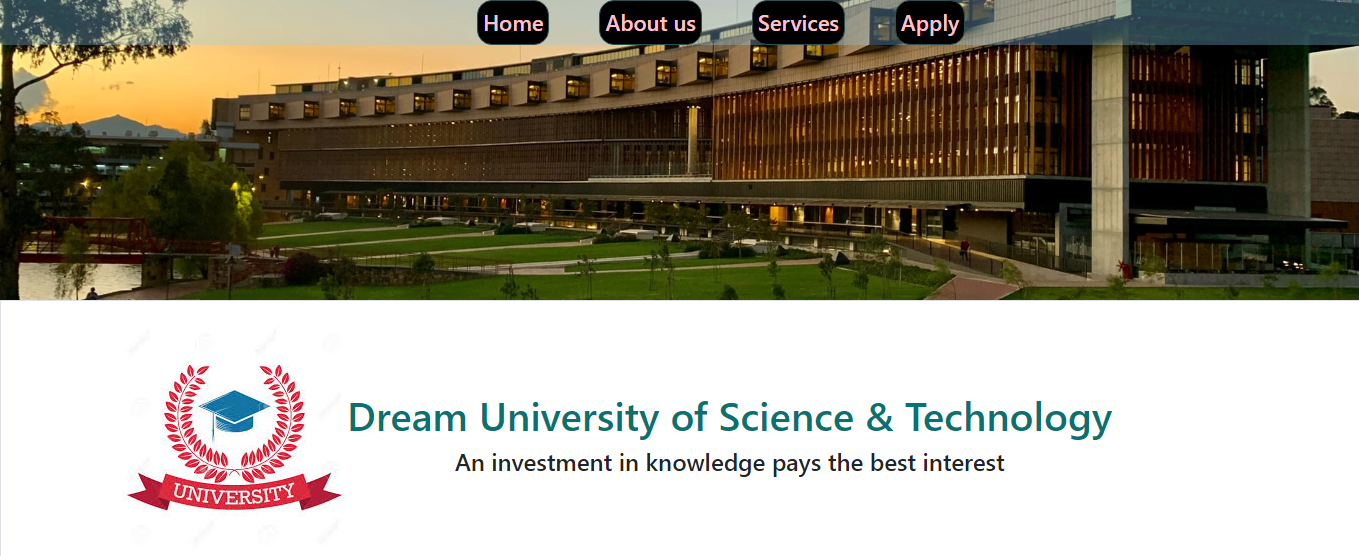 Home About us Services Apply
Dream University of Science & Technology
An investment in knowledge pays the best interest
UNIVERSITY